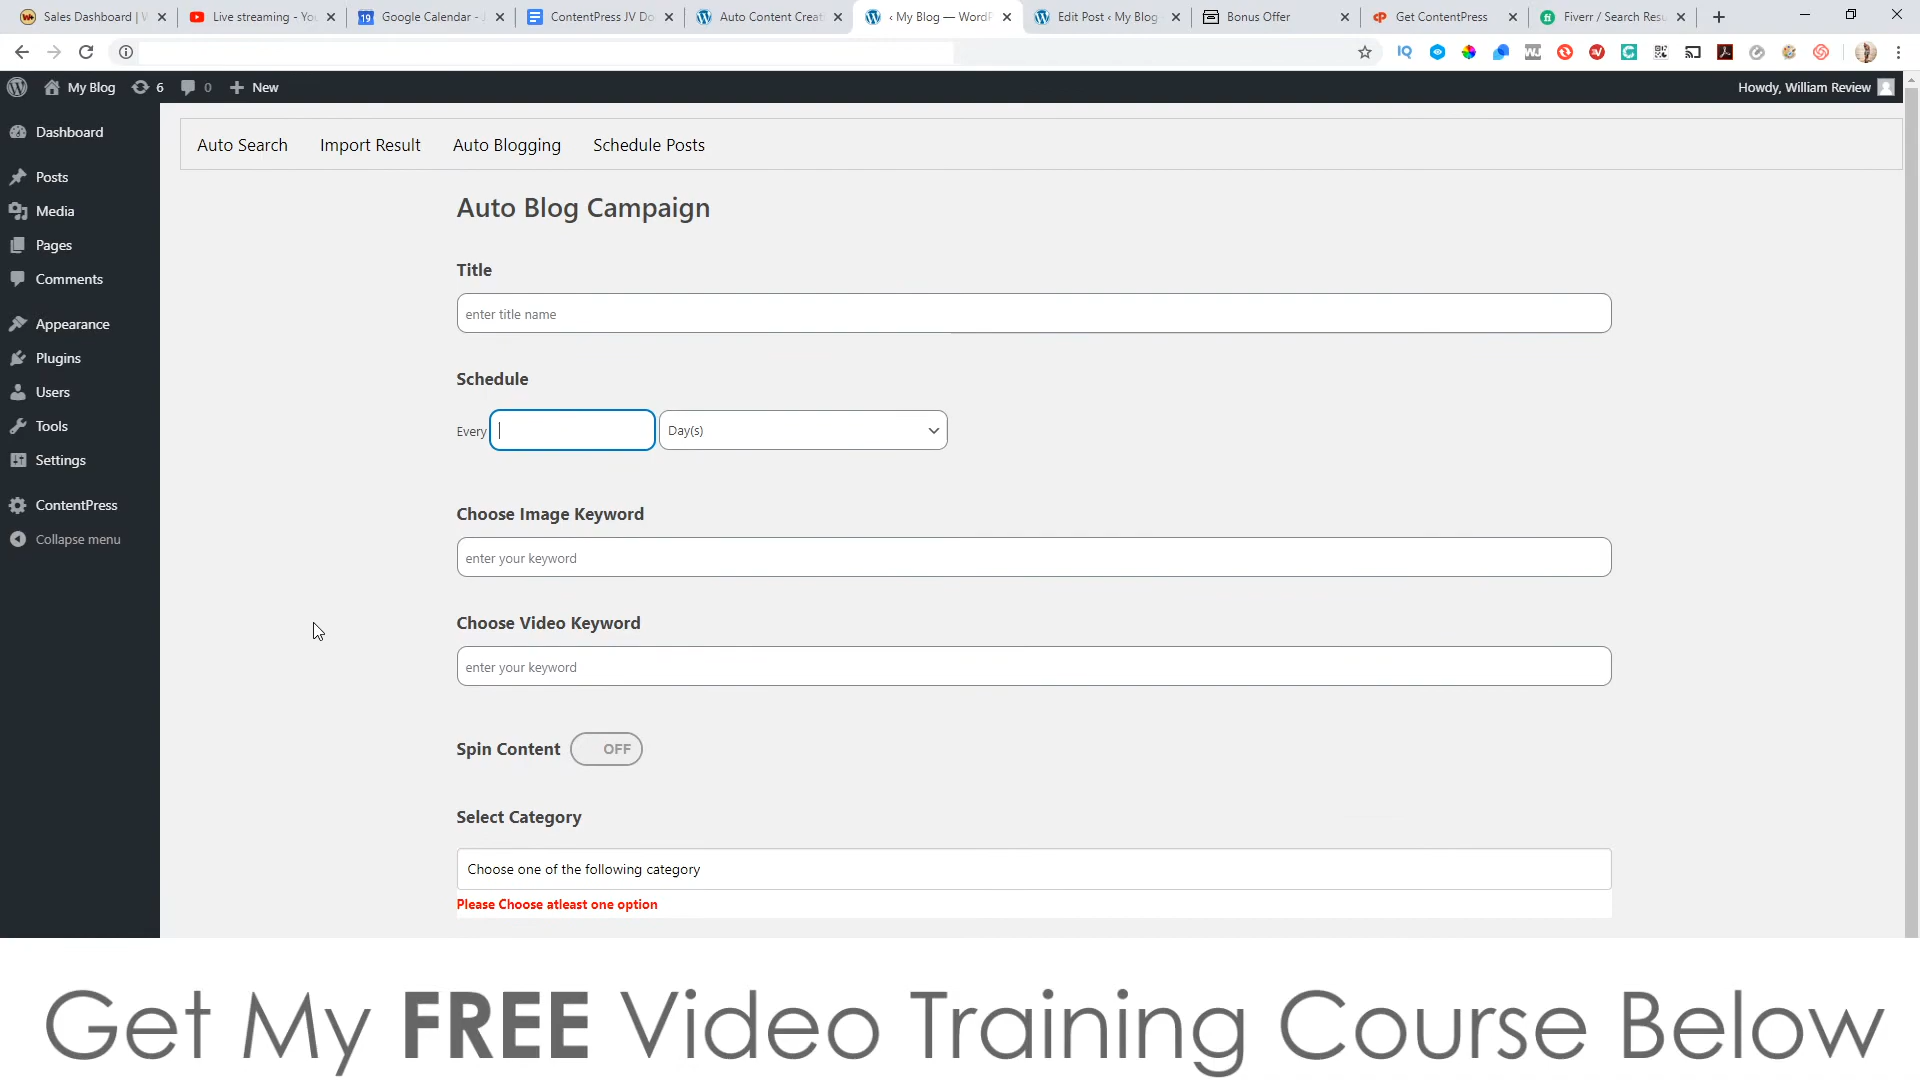 Sales Dashboard | W
Live streaming - You
Google Calendar - J
ContentPress JV Do
Auto Content Creat
‹ My Blog — WordP
Edit Post ‹ My Blog
Bonus Offer
Get ContentPress
Fiverr / Search Resu
My Blog
6
0
New
Howdy, William Review
Dashboard
Posts
Media
Pages
Comments
Appearance
Plugins
Users
Tools
Settings
ContentPress
Collapse menu
Auto Search
Import Result
Auto Blogging
Schedule Posts
Auto Blog Campaign
Title
enter title name
Schedule
Every
Day(s)
Choose Image Keyword
enter your keyword
Choose Video Keyword
enter your keyword
Spin Content OFF
Select Category
Choose one of the following category
Please Choose atleast one option
Get My FREE Video Training Course Below